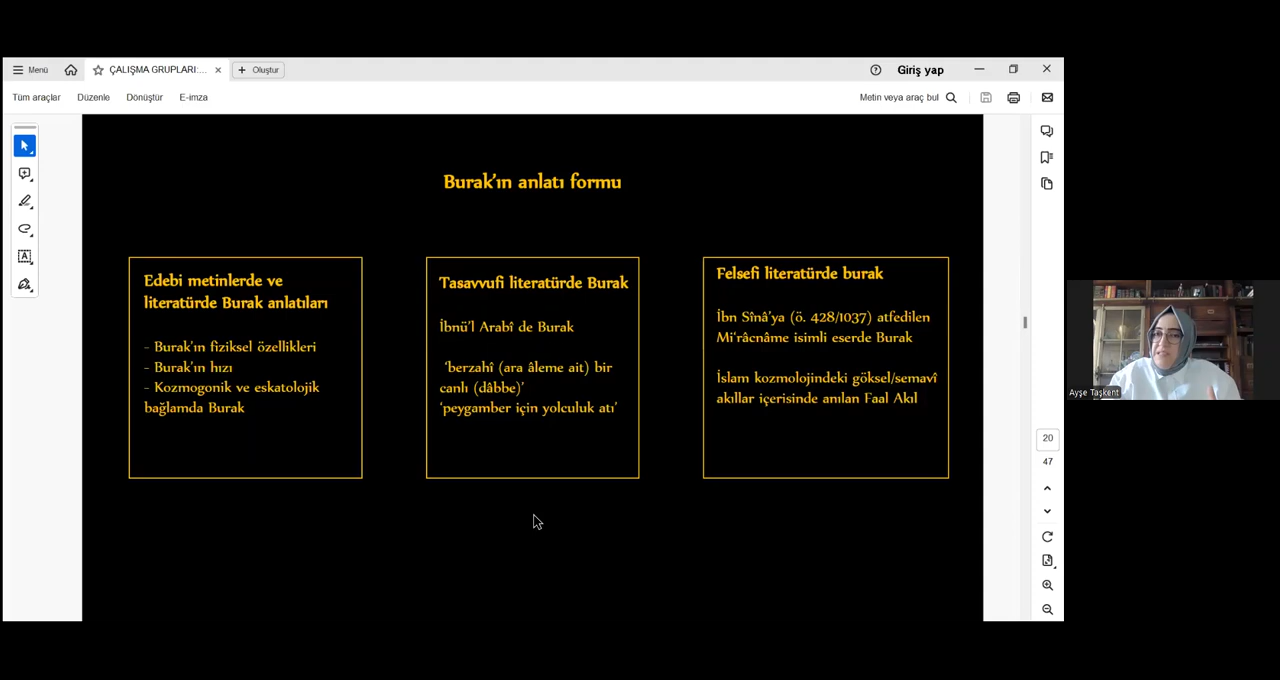 Menü
ÇALIŞMA GRUPLARI:...
Oluştur
Giriş yap
Tüm araçlar
Düzenle
Dönüştür
E-imza
Metin veya araç bul
Burak’ın anlatı formu
Edebi metinlerde ve
literatürde Burak anlatıları
- Burak’ın fiziksel özellikleri
- Burak’ın hızı
- Kozmogonik ve eskatolojik
bağlamda Burak
Tasavvufi literatürde Burak
İbnü’l Arabî de Burak
‘berzahî (ara âleme ait) bir
canlı (dâbbe)’
‘peygamber için yolculuk atı’
Felsefi literatürde burak
İbn Sînâ’ya (ö. 428/1037) atfedilen
Mi‘râcnâme isimli eserde Burak
İslam kozmolojindeki göksel/semavî
akıllar içerisinde anılan Faal Akıl
20
47
Ayşe Taşkent